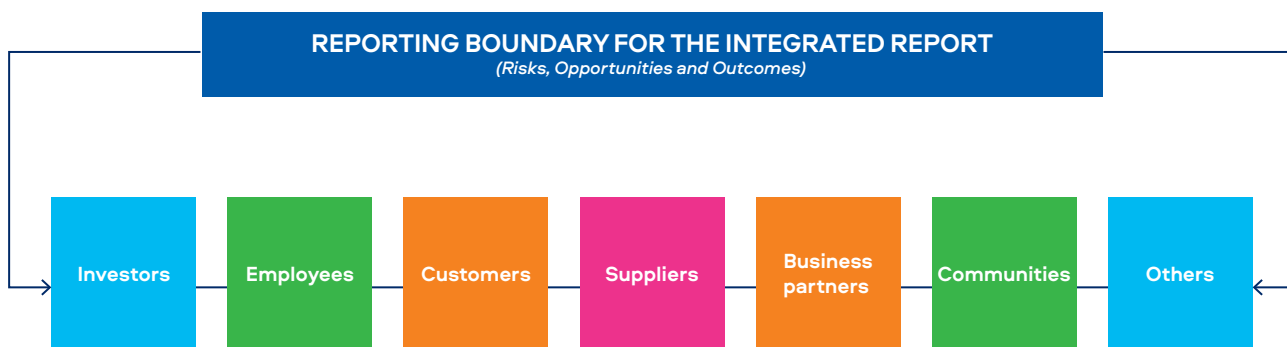 REPORTING BOUNDARY FOR THE INTEGRATED REPORT
(Risks, Opportunities and Outcomes)
Investors
Employees
Customers
Suppliers
Business
partners
Communities
Others